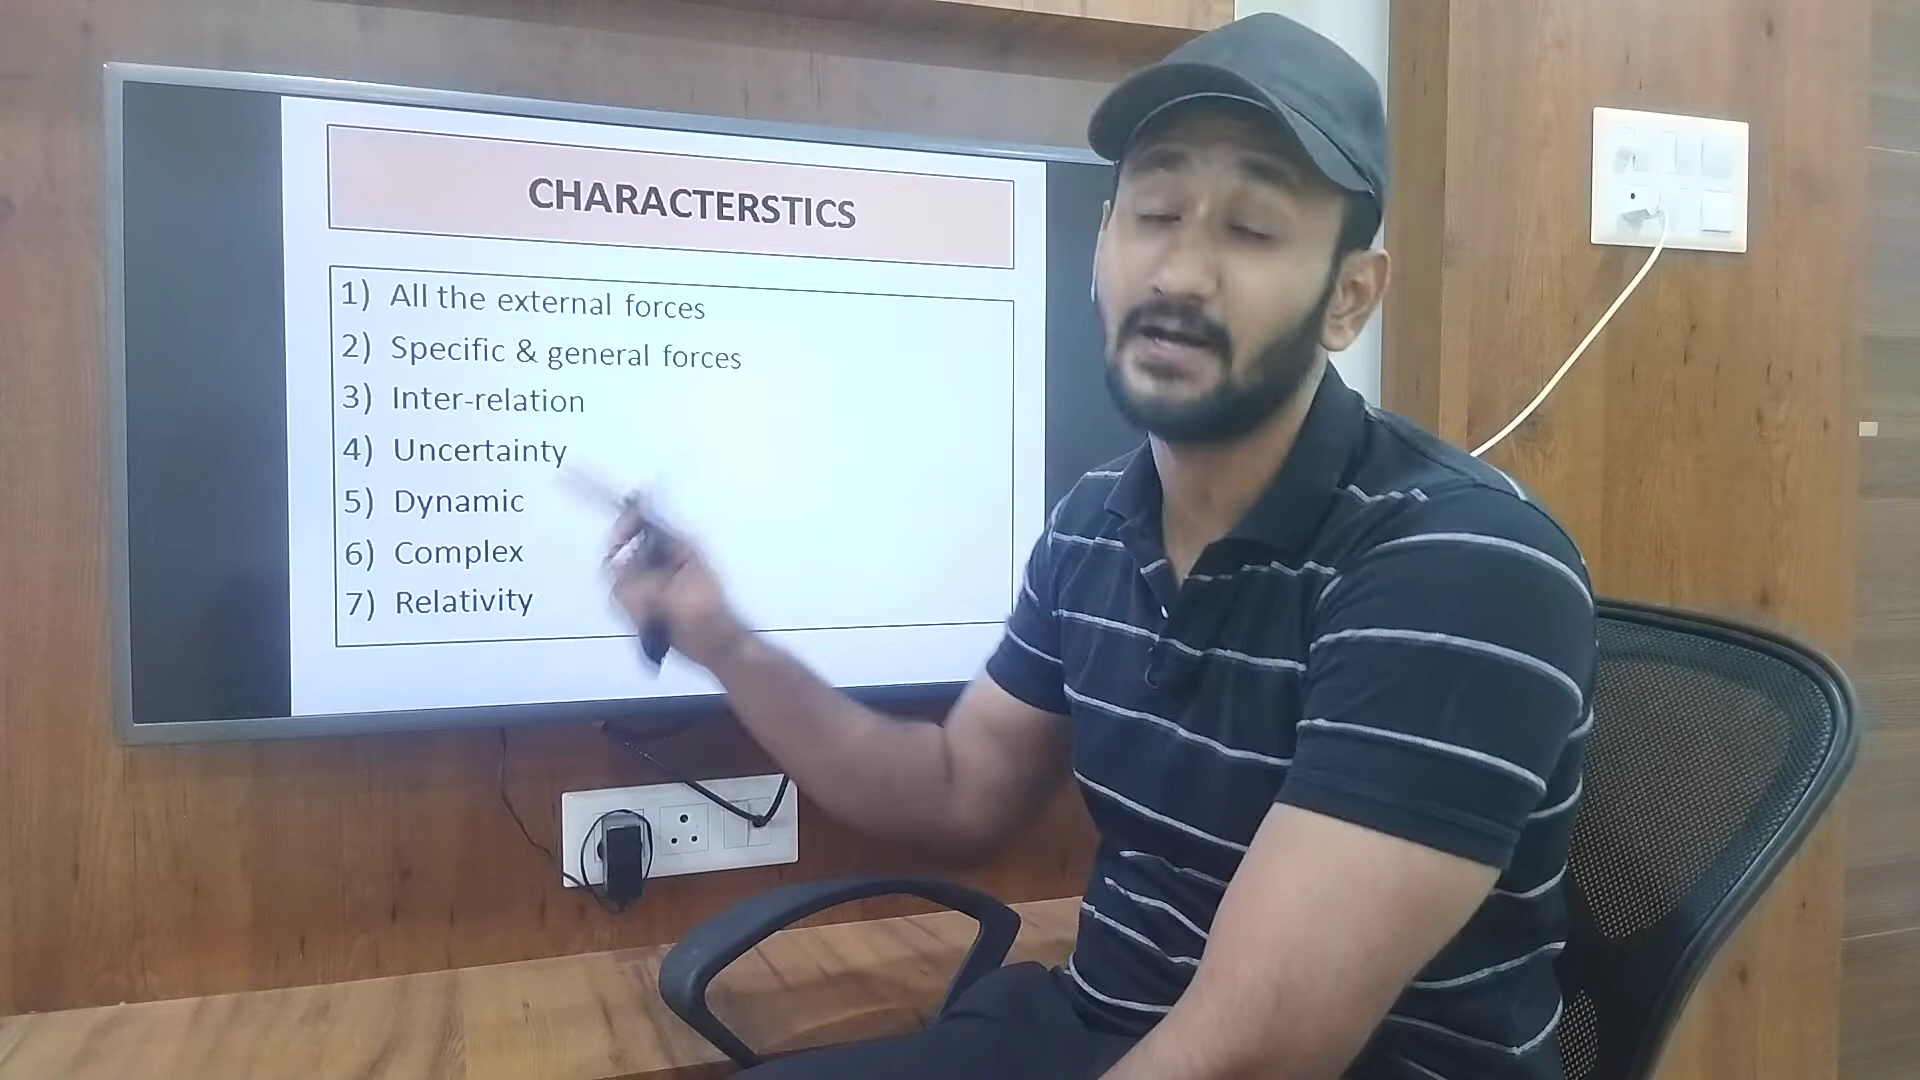 CHARACTERSTICS
1) All the external forces
2) Specific & general forces
3) Inter-relation
4) Uncertainty
5) Dynamic
6) Complex
7) Relativity